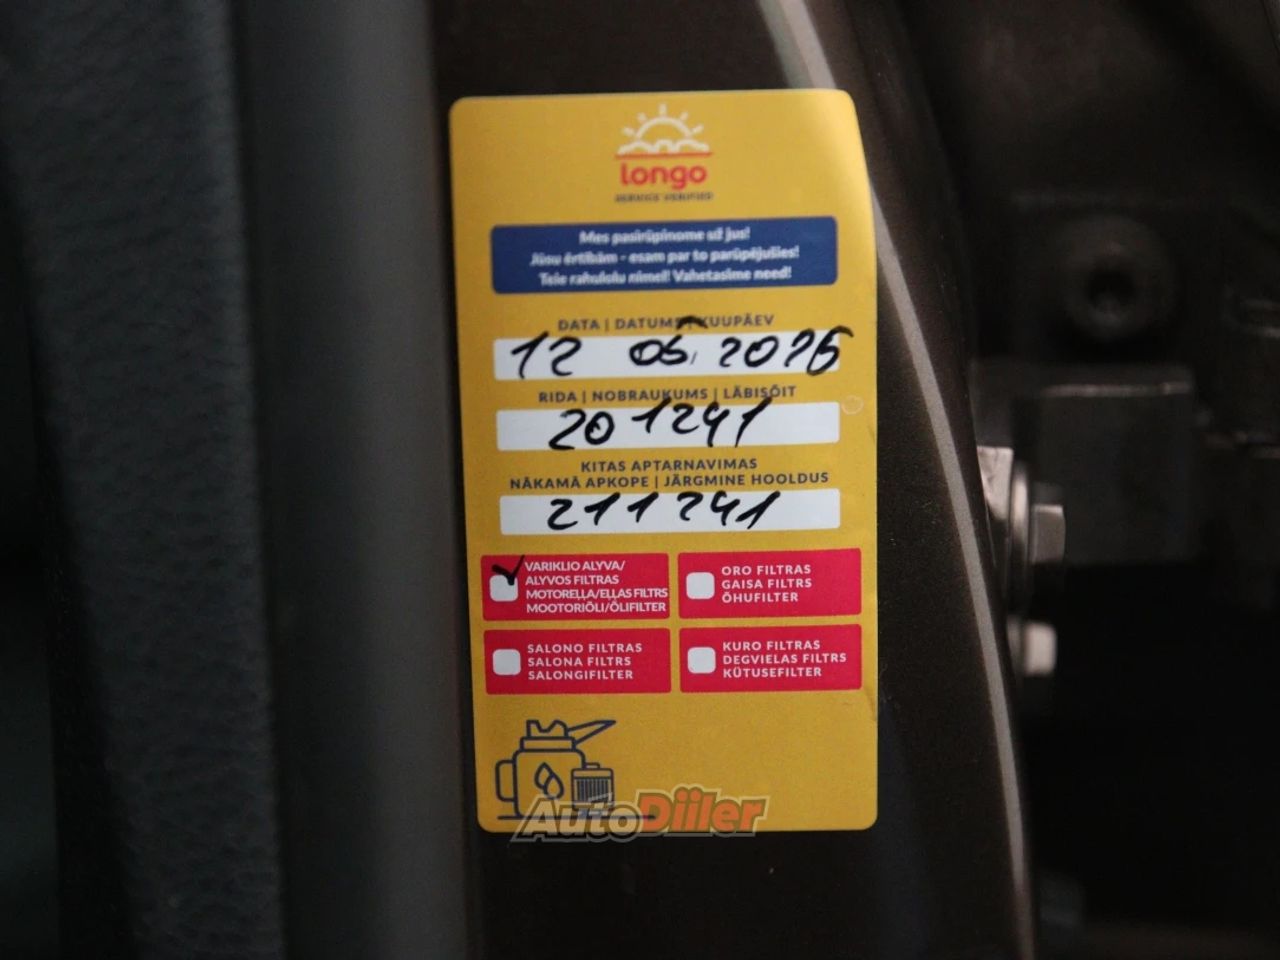 longo
SERVICE VERIFIED
Mes pasirūpinome už jus!
Jūsu ērtībām - esam par to parūpējušies!
Teie rahulolu nimel! Vahetasime need!
DATA | DATUMS | KUUPÄEV
12 05. 2026
RIDA | NOBRAUKUMS | LÄBISÕIT
201241
KITAS APTARNAVIMAS
NĀKAMĀ APKOPE | JÄRGMINE HOOLDUS
211241
VARIKLIO ALYVA/
ALYVOS FILTRAS
MOTOREĻĻA/EĻĻAS FILTRS
MOOTORIÕLI/ÕLIFILTER
ORO FILTRAS
GAISA FILTRS
ÕHUFILTER
SALONO FILTRAS
SALONA FILTRS
SALONGIFILTER
KURO FILTRAS
DEGVIELAS FILTRS
KÜTUSEFILTER
AutoDiiler